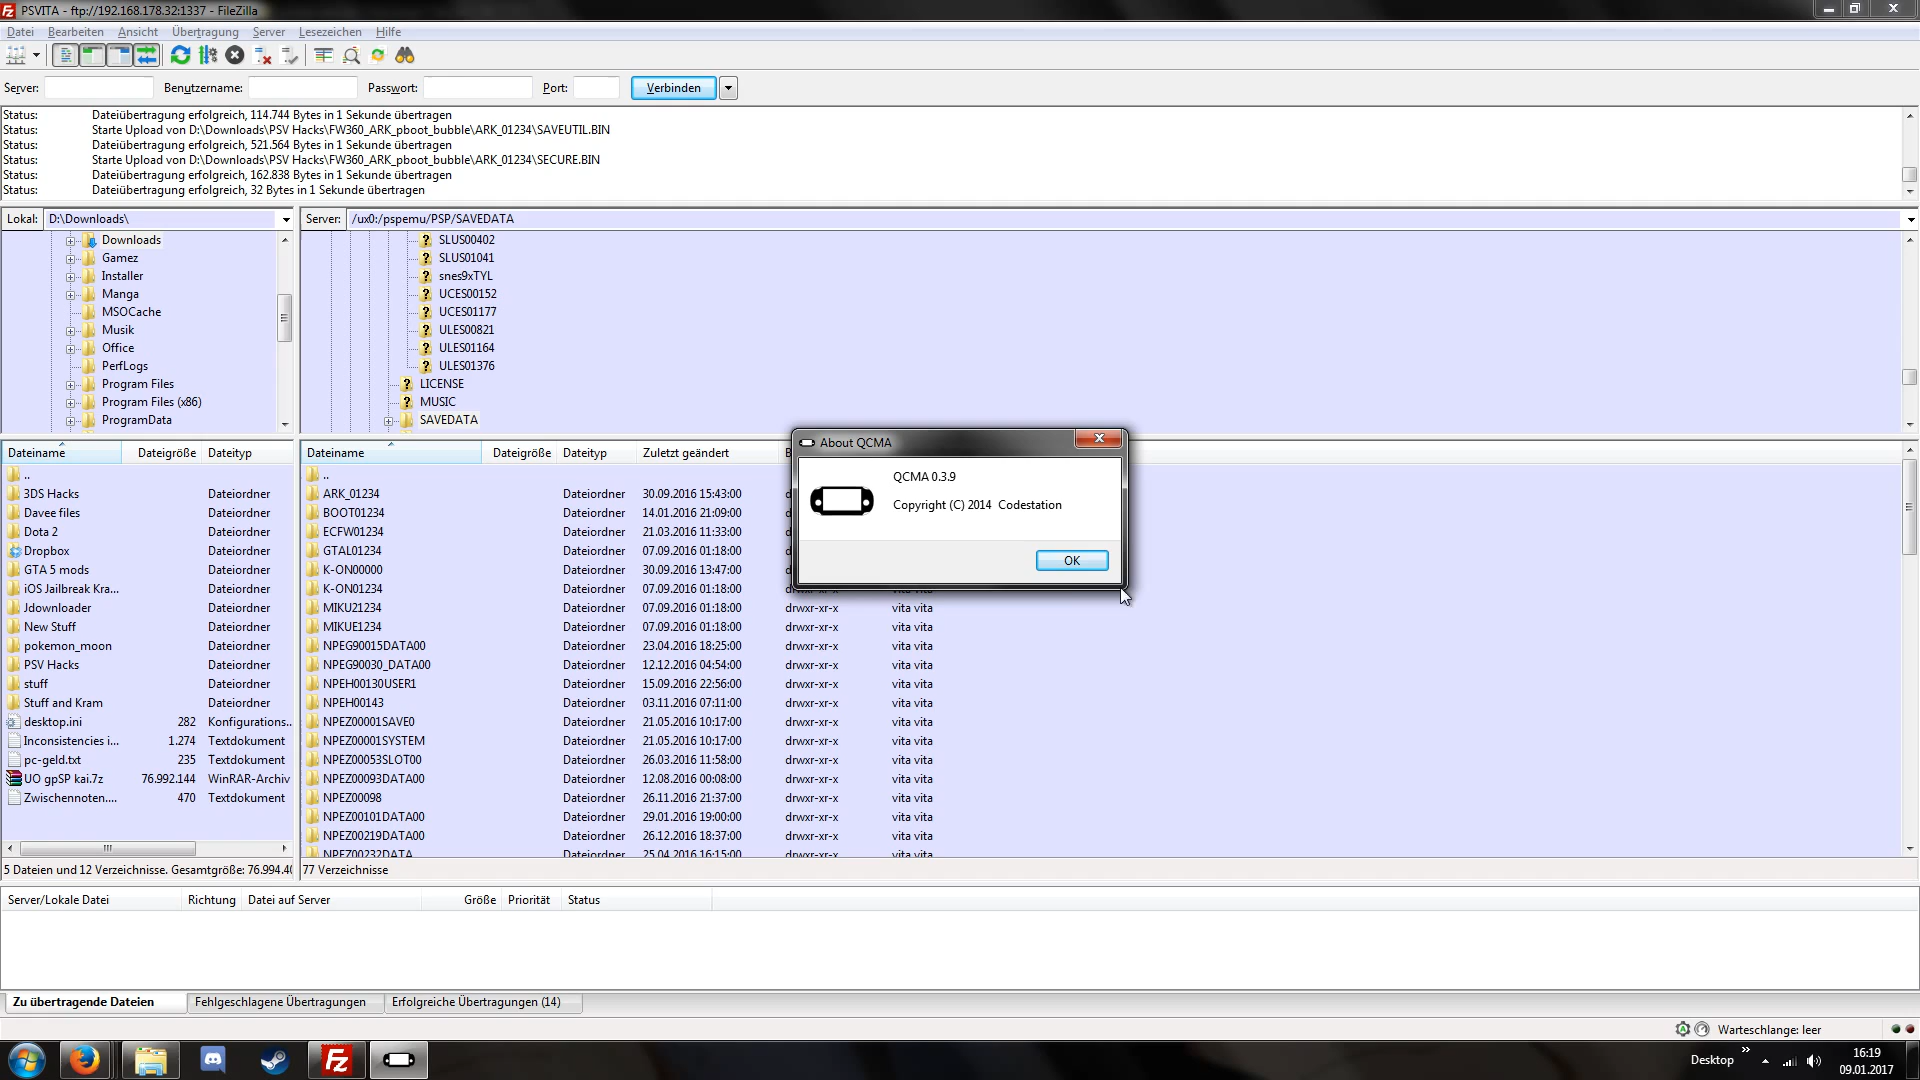 PSVITA - ftp://192.168.178.32:1337 - FileZilla
Datei Bearbeiten Ansicht Übertragung Server Lesezeichen Hilfe
Server: Benutzername: Passwort: Port: Verbinden
Status: Dateiübertragung erfolgreich, 114.744 Bytes in 1 Sekunde übertragen
Status: Starte Upload von D:\Downloads\PSV Hacks\FW360_ARK_pboot_bubble\ARK_01234\SAVEUTIL.BIN
Status: Dateiübertragung erfolgreich, 521.564 Bytes in 1 Sekunde übertragen
Status: Starte Upload von D:\Downloads\PSV Hacks\FW360_ARK_pboot_bubble\ARK_01234\SECURE.BIN
Status: Dateiübertragung erfolgreich, 162.838 Bytes in 1 Sekunde übertragen
Status: Dateiübertragung erfolgreich, 32 Bytes in 1 Sekunde übertragen
Lokal: D:\Downloads\
Downloads
Gamez
Installer
Manga
MSOCache
Musik
Office
PerfLogs
Program Files
Program Files (x86)
ProgramData
Server: /ux0:/pspemu/PSP/SAVEDATA
SLUS00402
SLUS01041
snes9xTYL
UCES00152
UCES01177
ULES00821
ULES01164
ULES01376
LICENSE
MUSIC
SAVEDATA
Dateiname Dateigröße Dateityp
..
3DS Hacks Dateiordner
Davee files Dateiordner
Dota 2 Dateiordner
Dropbox Dateiordner
GTA 5 mods Dateiordner
iOS Jailbreak Kra... Dateiordner
Jdownloader Dateiordner
New Stuff Dateiordner
pokemon_moon Dateiordner
PSV Hacks Dateiordner
stuff Dateiordner
Stuff and Kram Dateiordner
desktop.ini 282 Konfigurations...
Inconsistencies i... 1.274 Textdokument
pc-geld.txt 235 Textdokument
UO gpSP kai.7z 76.992.144 WinRAR-Archiv
Zwischennoten.... 470 Textdokument
5 Dateien und 12 Verzeichnisse. Gesamtgröße: 76.994.40
Dateiname Dateigröße Dateityp Zuletzt geändert
..
ARK_01234 Dateiordner 30.09.2016 15:43:00
BOOT01234 Dateiordner 14.01.2016 21:09:00
ECFW01234 Dateiordner 21.03.2016 11:33:00
GTAL01234 Dateiordner 07.09.2016 01:18:00
K-ON00000 Dateiordner 30.09.2016 13:47:00
K-ON01234 Dateiordner 07.09.2016 01:18:00 drwxr-xr-x vita vita
MIKU21234 Dateiordner 07.09.2016 01:18:00 drwxr-xr-x vita vita
MIKUE1234 Dateiordner 07.09.2016 01:18:00 drwxr-xr-x vita vita
NPEG90015DATA00 Dateiordner 23.04.2016 18:25:00 drwxr-xr-x vita vita
NPEG90030_DATA00 Dateiordner 12.12.2016 04:54:00 drwxr-xr-x vita vita
NPEH00130USER1 Dateiordner 15.09.2016 22:56:00 drwxr-xr-x vita vita
NPEH00143 Dateiordner 03.11.2016 07:11:00 drwxr-xr-x vita vita
NPEZ00001SAVE0 Dateiordner 21.05.2016 10:17:00 drwxr-xr-x vita vita
NPEZ00001SYSTEM Dateiordner 21.05.2016 10:17:00 drwxr-xr-x vita vita
NPEZ00053SLOT00 Dateiordner 26.03.2016 11:58:00 drwxr-xr-x vita vita
NPEZ00093DATA00 Dateiordner 12.08.2016 00:08:00 drwxr-xr-x vita vita
NPEZ00098 Dateiordner 26.11.2016 21:37:00 drwxr-xr-x vita vita
NPEZ00101DATA00 Dateiordner 29.01.2016 19:00:00 drwxr-xr-x vita vita
NPEZ00219DATA00 Dateiordner 26.12.2016 18:37:00 drwxr-xr-x vita vita
NPEZ00232DATA Dateiordner 25.04.2016 16:15:00 drwxr-xr-x vita vita
77 Verzeichnisse
About QCMA
QCMA 0.3.9
Copyright (C) 2014 Codestation
OK
Server/Lokale Datei Richtung Datei auf Server Größe Priorität Status
Zu übertragende Dateien Fehlgeschlagene Übertragungen Erfolgreiche Übertragungen (14)
Warteschlange: leer
Desktop
16:19
09.01.2017